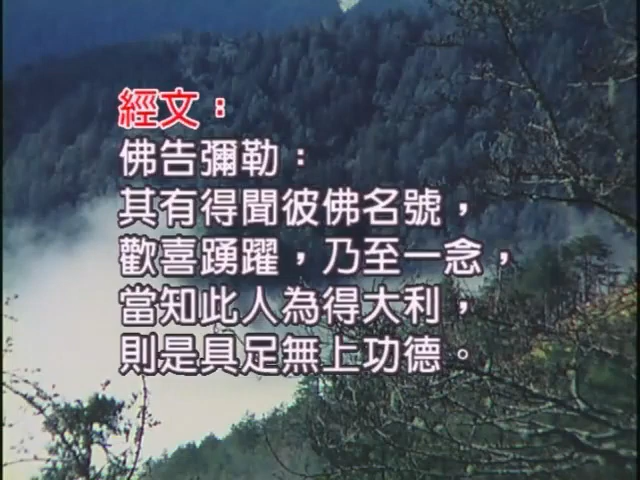 經文：
佛告彌勒：
其有得聞彼佛名號，
歡喜踴躍，乃至一念，
當知此人為得大利，
則是具足無上功德。